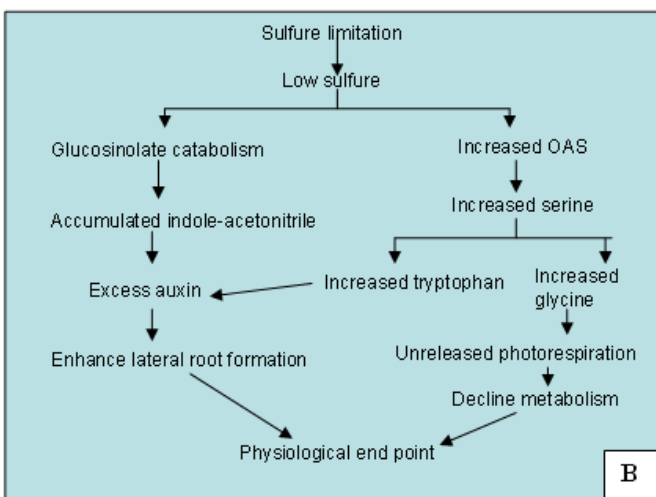 Sulfure limitation
Low sulfure
Glucosinolate catabolism
Increased OAS
Accumulated indole-acetonitrile
Increased serine
Excess auxin
Increased tryptophan
Increased
glycine
Enhance lateral root formation
Unreleased photorespiration
Decline metabolism
Physiological end point
B